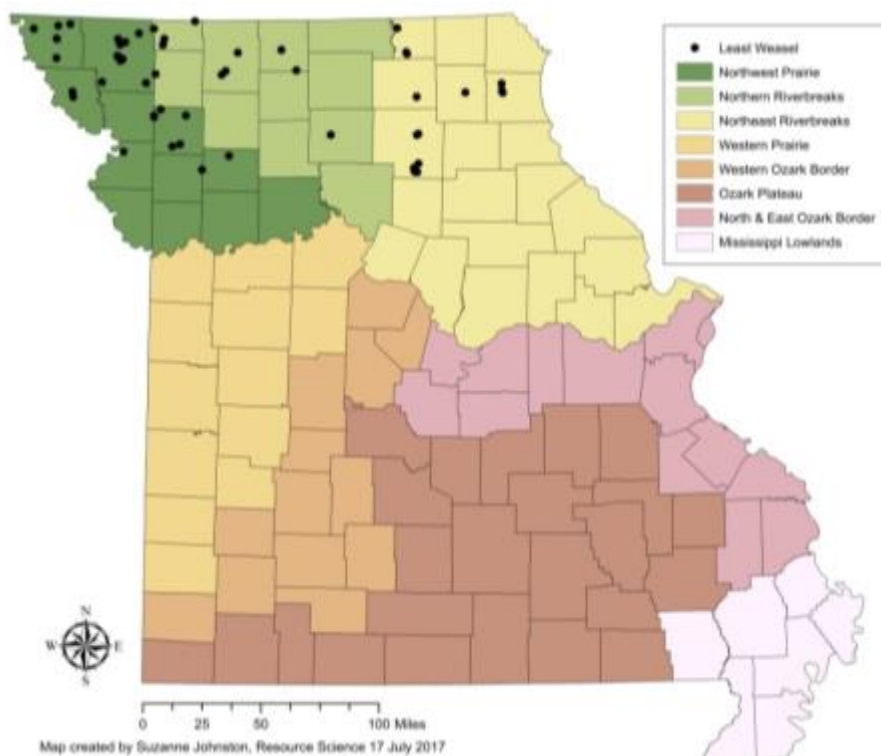 Least Weasel
Northwest Prairie
Northern Riverbreaks
Northeast Riverbreaks
Western Prairie
Western Ozark Border
Ozark Plateau
North & East Ozark Border
Mississippi Lowlands
N
W E
S
0 25 50 100 Miles
Map created by Suzanne Johnston, Resource Science 17 July 2017